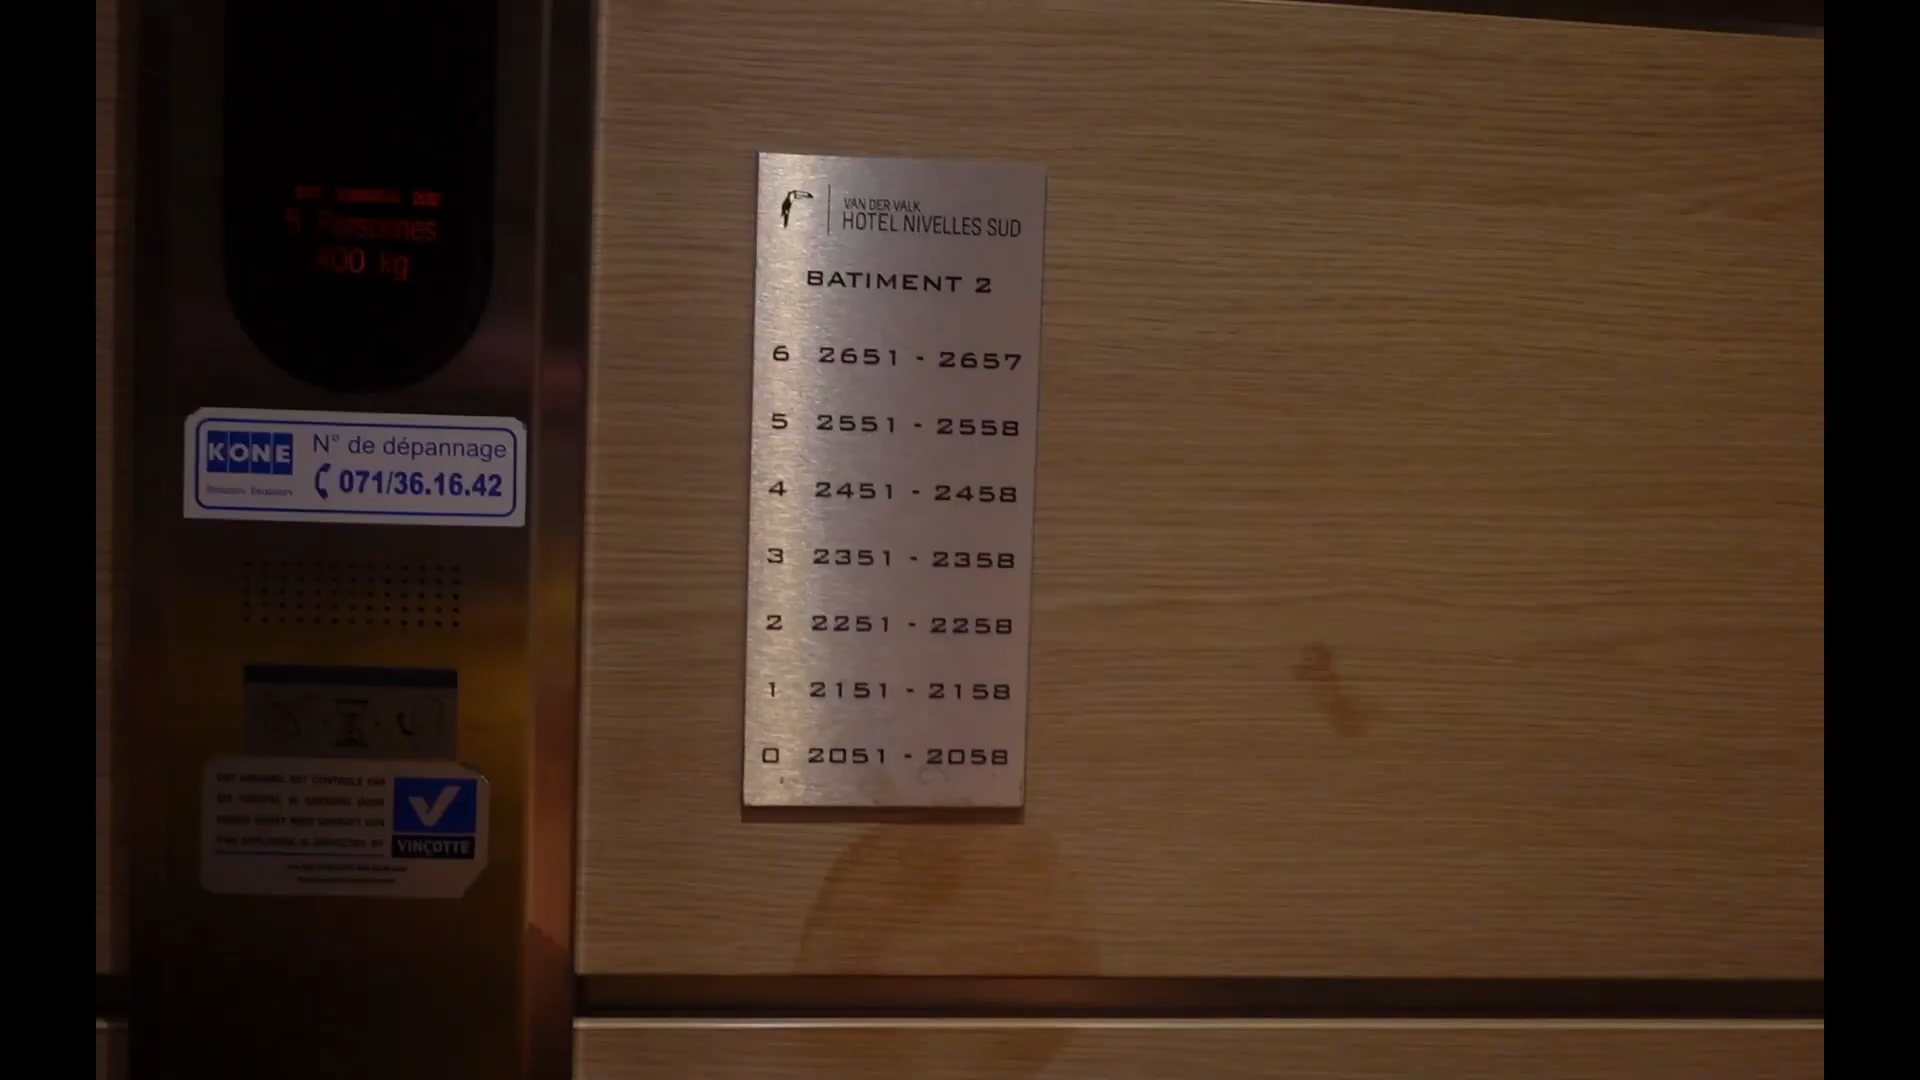 5 Personnes
400 kg
KONE
N° de dépannage
071/36.16.42
VINÇOTTE
VAN DER VALK
HOTEL NIVELLES SUD
BATIMENT 2
6 2651 - 2657
5 2551 - 2558
4 2451 - 2458
3 2351 - 2358
2 2251 - 2258
1 2151 - 2158
0 2051 - 2058